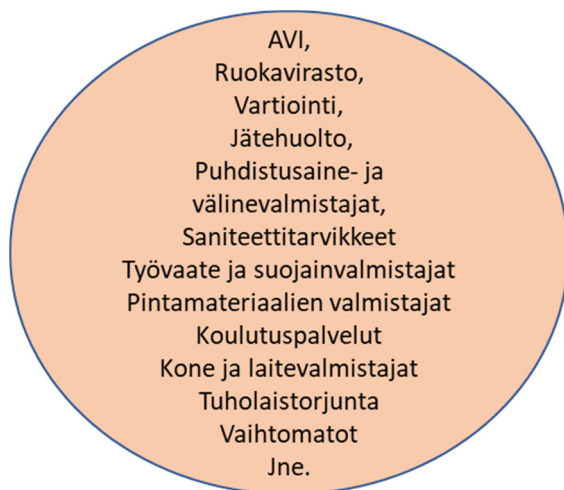 AVI,
Ruokavirasto,
Vartiointi,
Jätehuolto,
Puhdistusaine- ja
välinevalmistajat,
Saniteettitarvikkeet
Työvaate ja suojainvalmistajat
Pintamateriaalien valmistajat
Koulutuspalvelut
Kone ja laitevalmistajat
Tuholaistorjunta
Vaihtomatot
Jne.